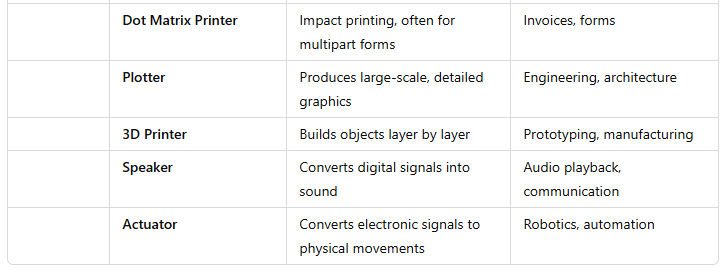 Dot Matrix Printer
Impact printing, often for
multipart forms
Invoices, forms
Plotter
Produces large-scale, detailed
graphics
Engineering, architecture
3D Printer
Builds objects layer by layer
Prototyping, manufacturing
Speaker
Converts digital signals into
sound
Audio playback,
communication
Actuator
Converts electronic signals to
physical movements
Robotics, automation